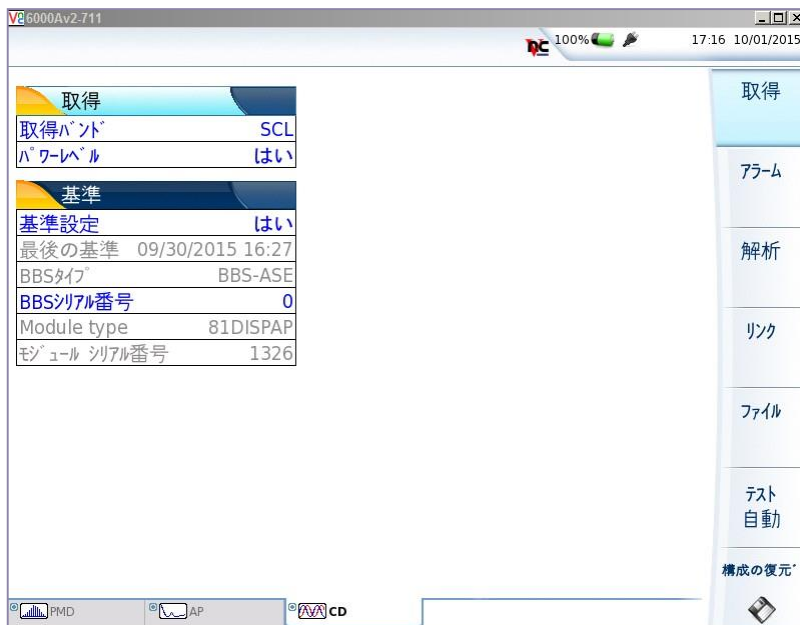 6000Av2-711
100%
17:16 10/01/2015
取得
取得ﾊﾞﾝﾄﾞ SCL
ﾊﾟﾜｰﾚﾍﾞﾙ はい
基準
基準設定 はい
最後の基準 09/30/2015 16:27
BBSﾀｲﾌﾟ BBS-ASE
BBSｼﾘｱﾙ番号 0
Module type 81DISPAP
ﾓｼﾞｭｰﾙ ｼﾘｱﾙ番号 1326
取得
ｱﾗｰﾑ
解析
ﾘﾝｸ
ﾌｧｲﾙ
ﾃｽﾄ
自動
構成の復元
PMD
AP
CD